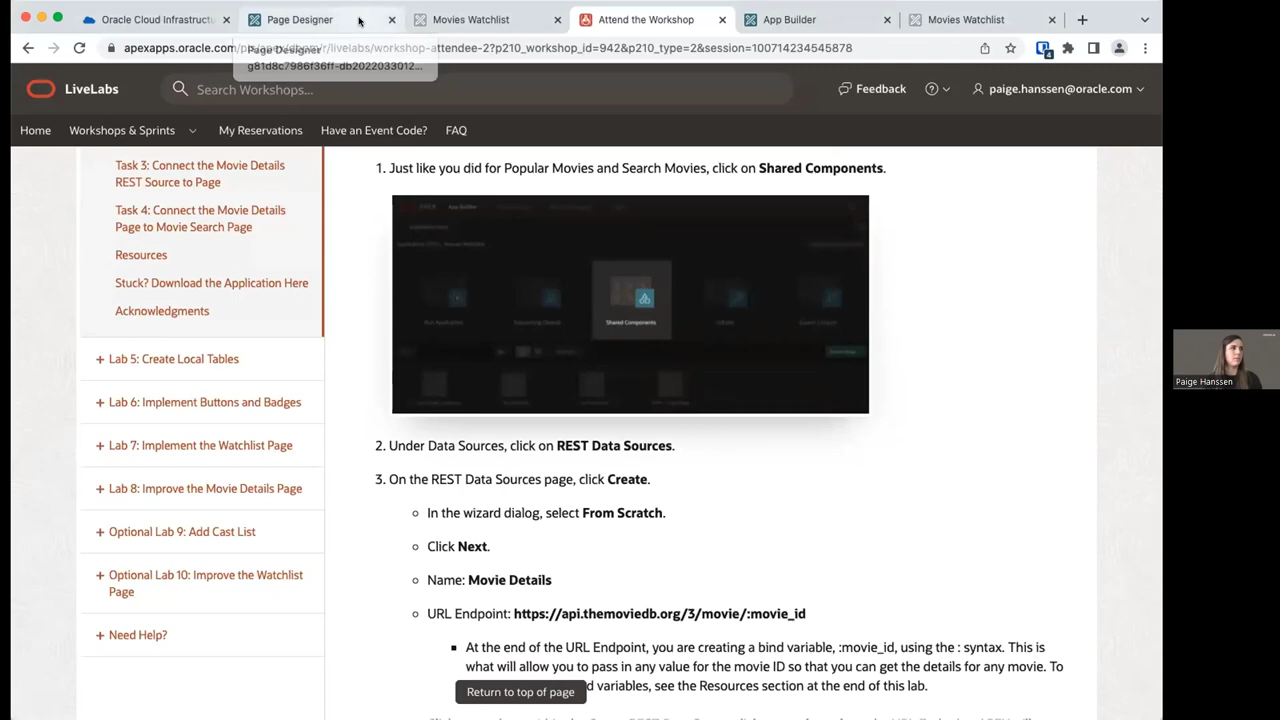 Oracle Cloud Infrastructu
Page Designer
Movies Watchlist
Attend the Workshop
App Builder
Movies Watchlist
apexapps.oracle.com/
r/livelabs/workshop-attendee-2?p210_workshop_id=942&p210_type=2&session=100714234545878
Page Designer
g81d8c7986f36ff-db2022033012...
LiveLabs
Search Workshops...
Feedback
paige.hanssen@oracle.com
Home
Workshops & Sprints
My Reservations
Have an Event Code?
FAQ
Task 3: Connect the Movie Details
REST Source to Page
Task 4: Connect the Movie Details
Page to Movie Search Page
Resources
Stuck? Download the Application Here
Acknowledgments
+ Lab 5: Create Local Tables
+ Lab 6: Implement Buttons and Badges
+ Lab 7: Implement the Watchlist Page
+ Lab 8: Improve the Movie Details Page
+ Optional Lab 9: Add Cast List
+ Optional Lab 10: Improve the Watchlist
Page
+ Need Help?
1. Just like you did for Popular Movies and Search Movies, click on Shared Components.
App Builder
Shared Components
2. Under Data Sources, click on REST Data Sources.
3. On the REST Data Sources page, click Create.
In the wizard dialog, select From Scratch.
Click Next.
Name: Movie Details
URL Endpoint: https://api.themoviedb.org/3/movie/:movie_id
At the end of the URL Endpoint, you are creating a bind variable, :movie_id, using the : syntax. This is
what will allow you to pass in any value for the movie ID so that you can get the details for any movie. To
d variables, see the Resources section at the end of this lab.
Return to top of page
Paige Hanssen